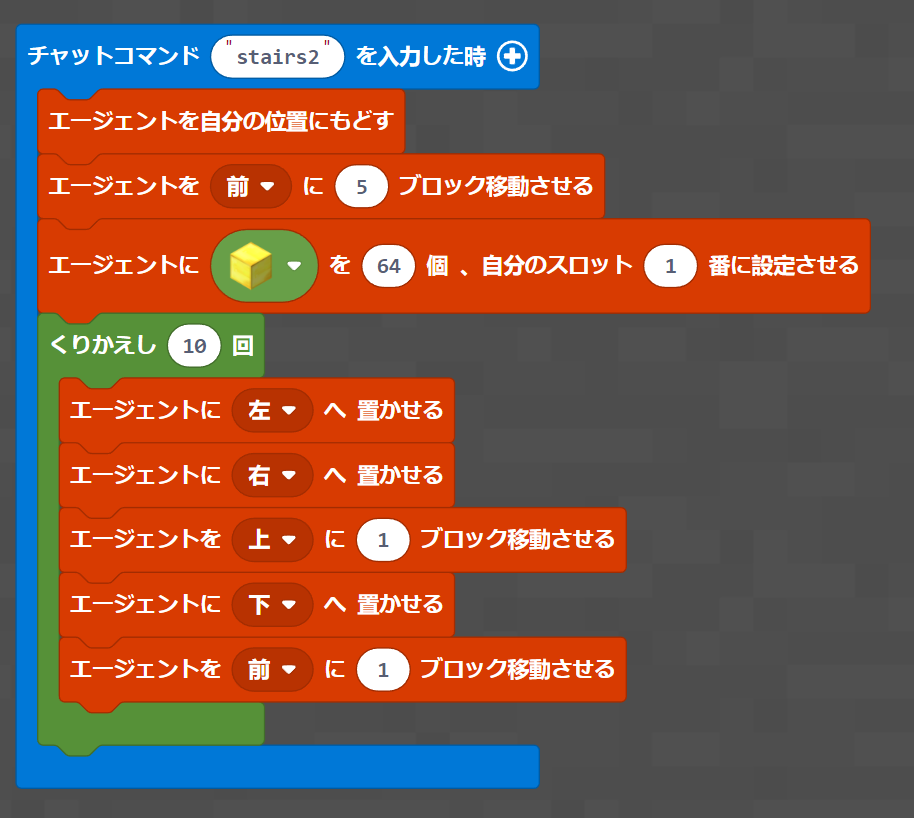 チャットコマンド "stairs2" を入力した時
エージェントを自分の位置にもどす
エージェントを 前 に 5 ブロック移動させる
エージェントに を 64 個 、自分のスロット 1 番に設定させる
くりかえし 10 回
エージェントに 左 へ 置かせる
エージェントに 右 へ 置かせる
エージェントを 上 に 1 ブロック移動させる
エージェントに 下 へ 置かせる
エージェントを 前 に 1 ブロック移動させる